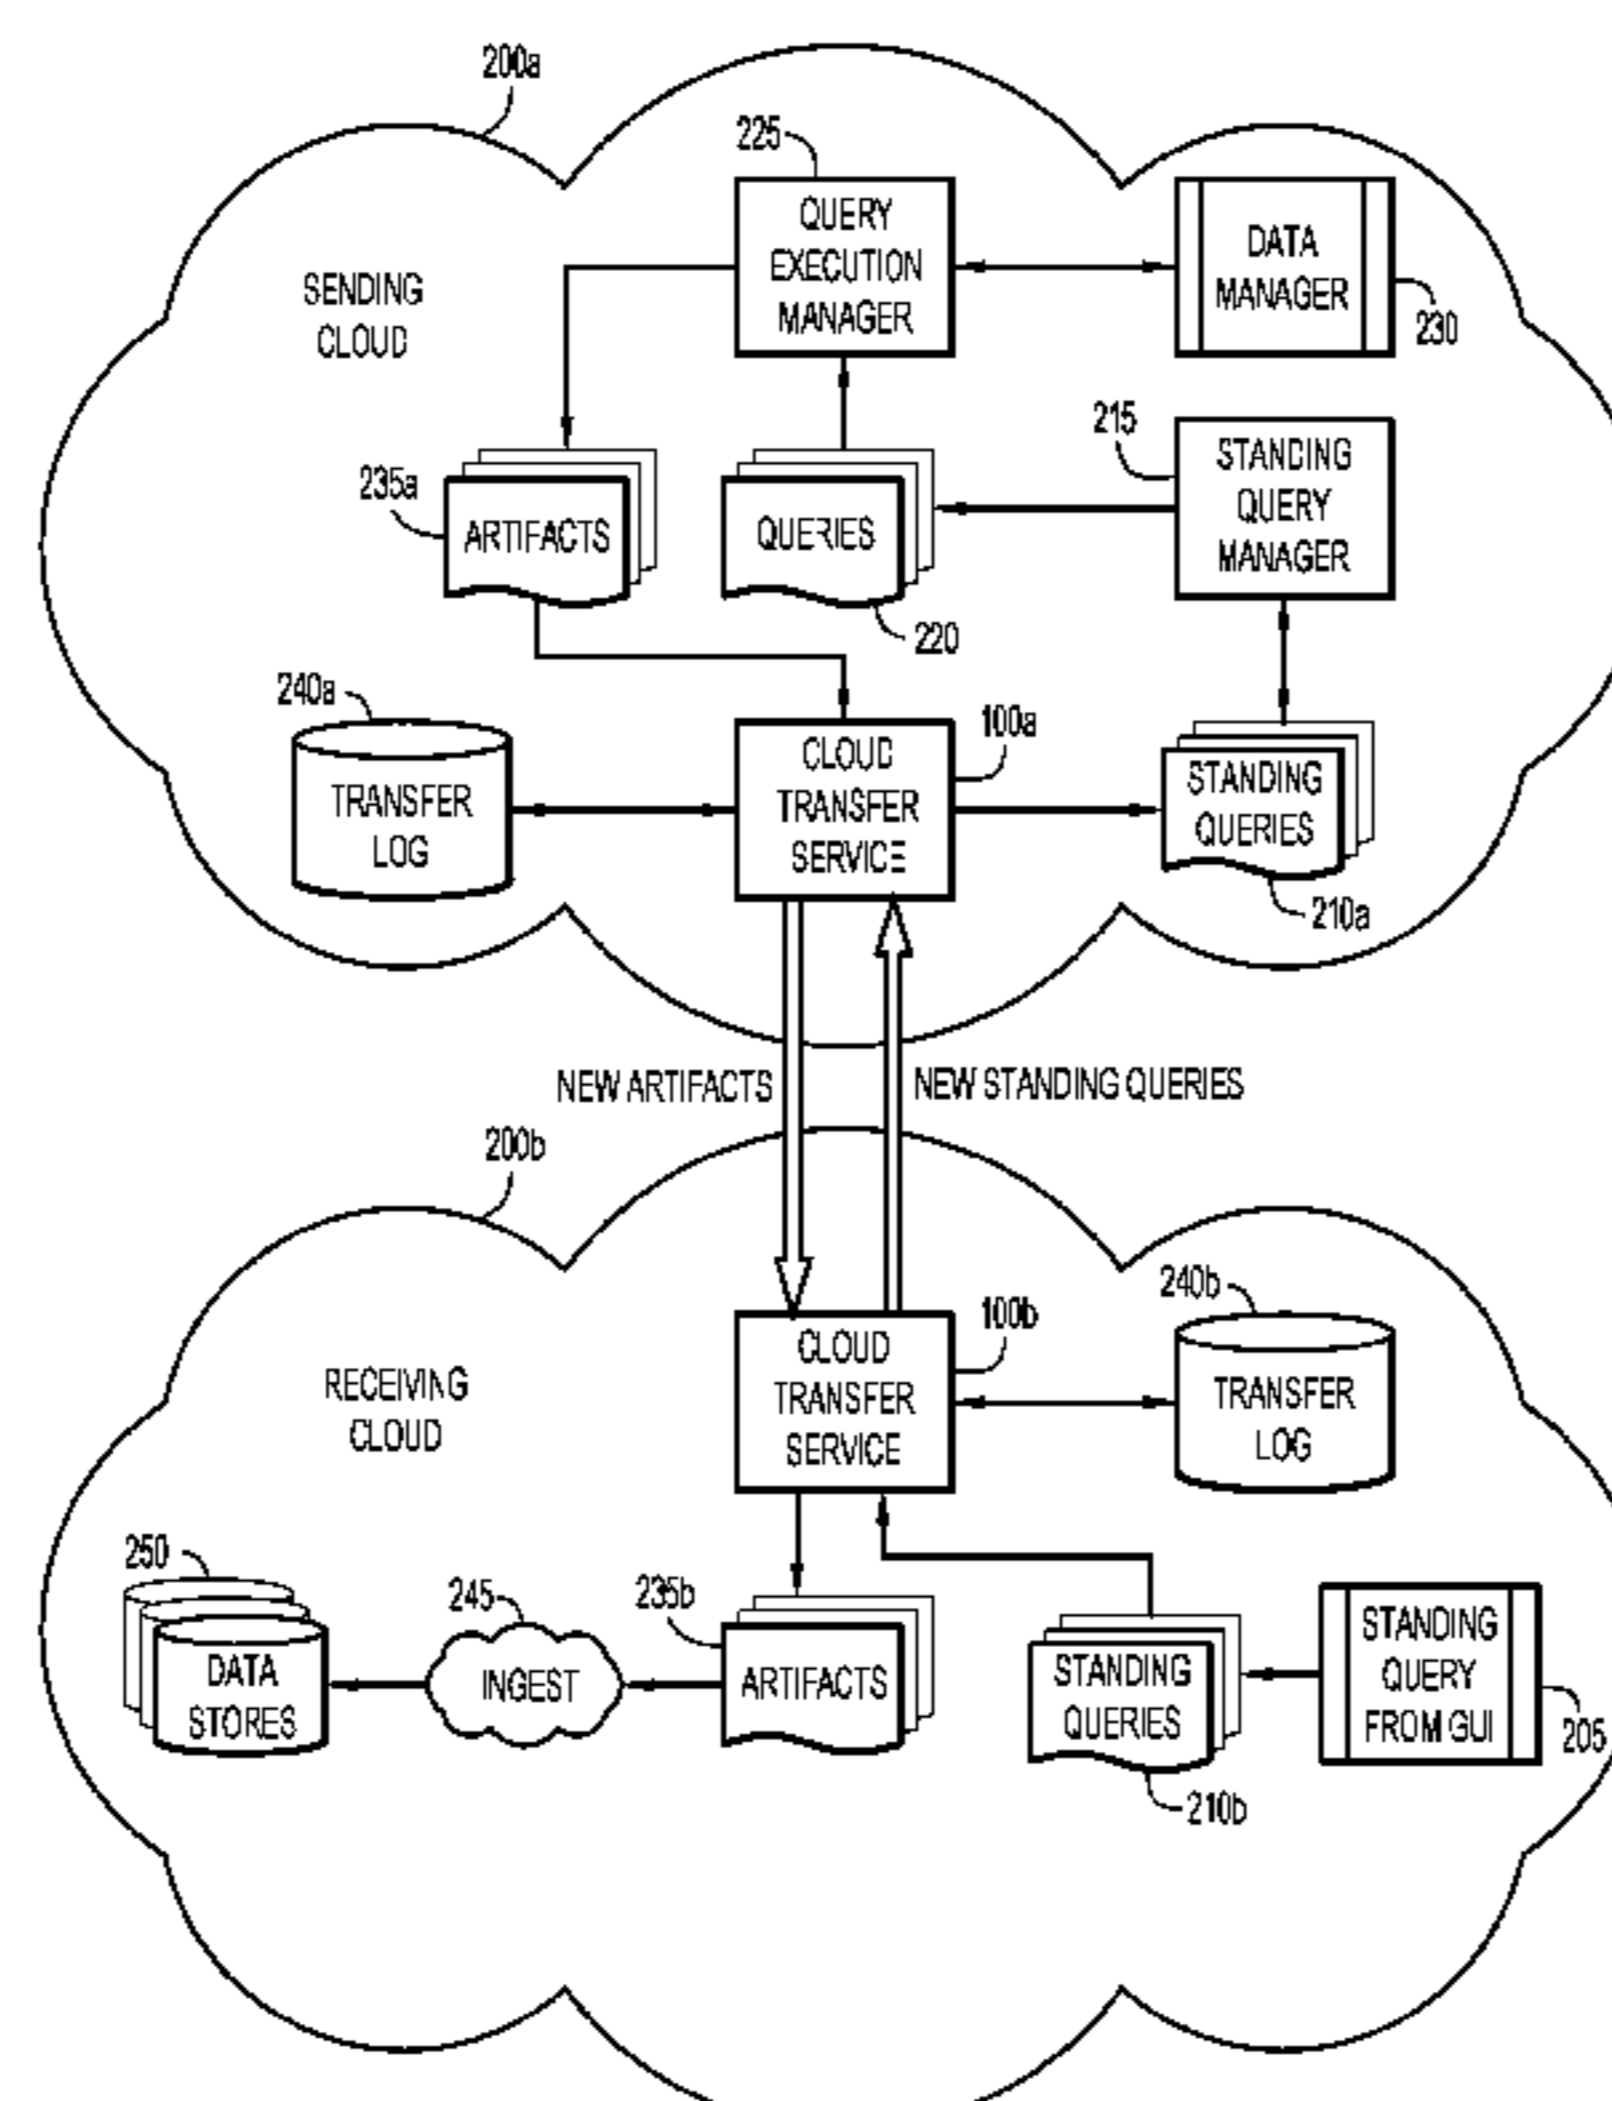 200a
225
QUERY
EXECUTION
MANAGER
DATA
MANAGER
230
SENDING
CLOUD
215
STANDING
QUERY
MANAGER
235a
ARTIFACTS
QUERIES
220
240a
TRANSFER
LOG
100a
CLOUD
TRANSFER
SERVICE
STANDING
QUERIES
210a
NEW ARTIFACTS
NEW STANDING QUERIES
200b
240b
100b
CLOUD
TRANSFER
SERVICE
TRANSFER
LOG
RECEIVING
CLOUD
250
DATA
STORES
245
INGEST
235b
ARTIFACTS
STANDING
QUERIES
210b
STANDING
QUERY
FROM GUI
205